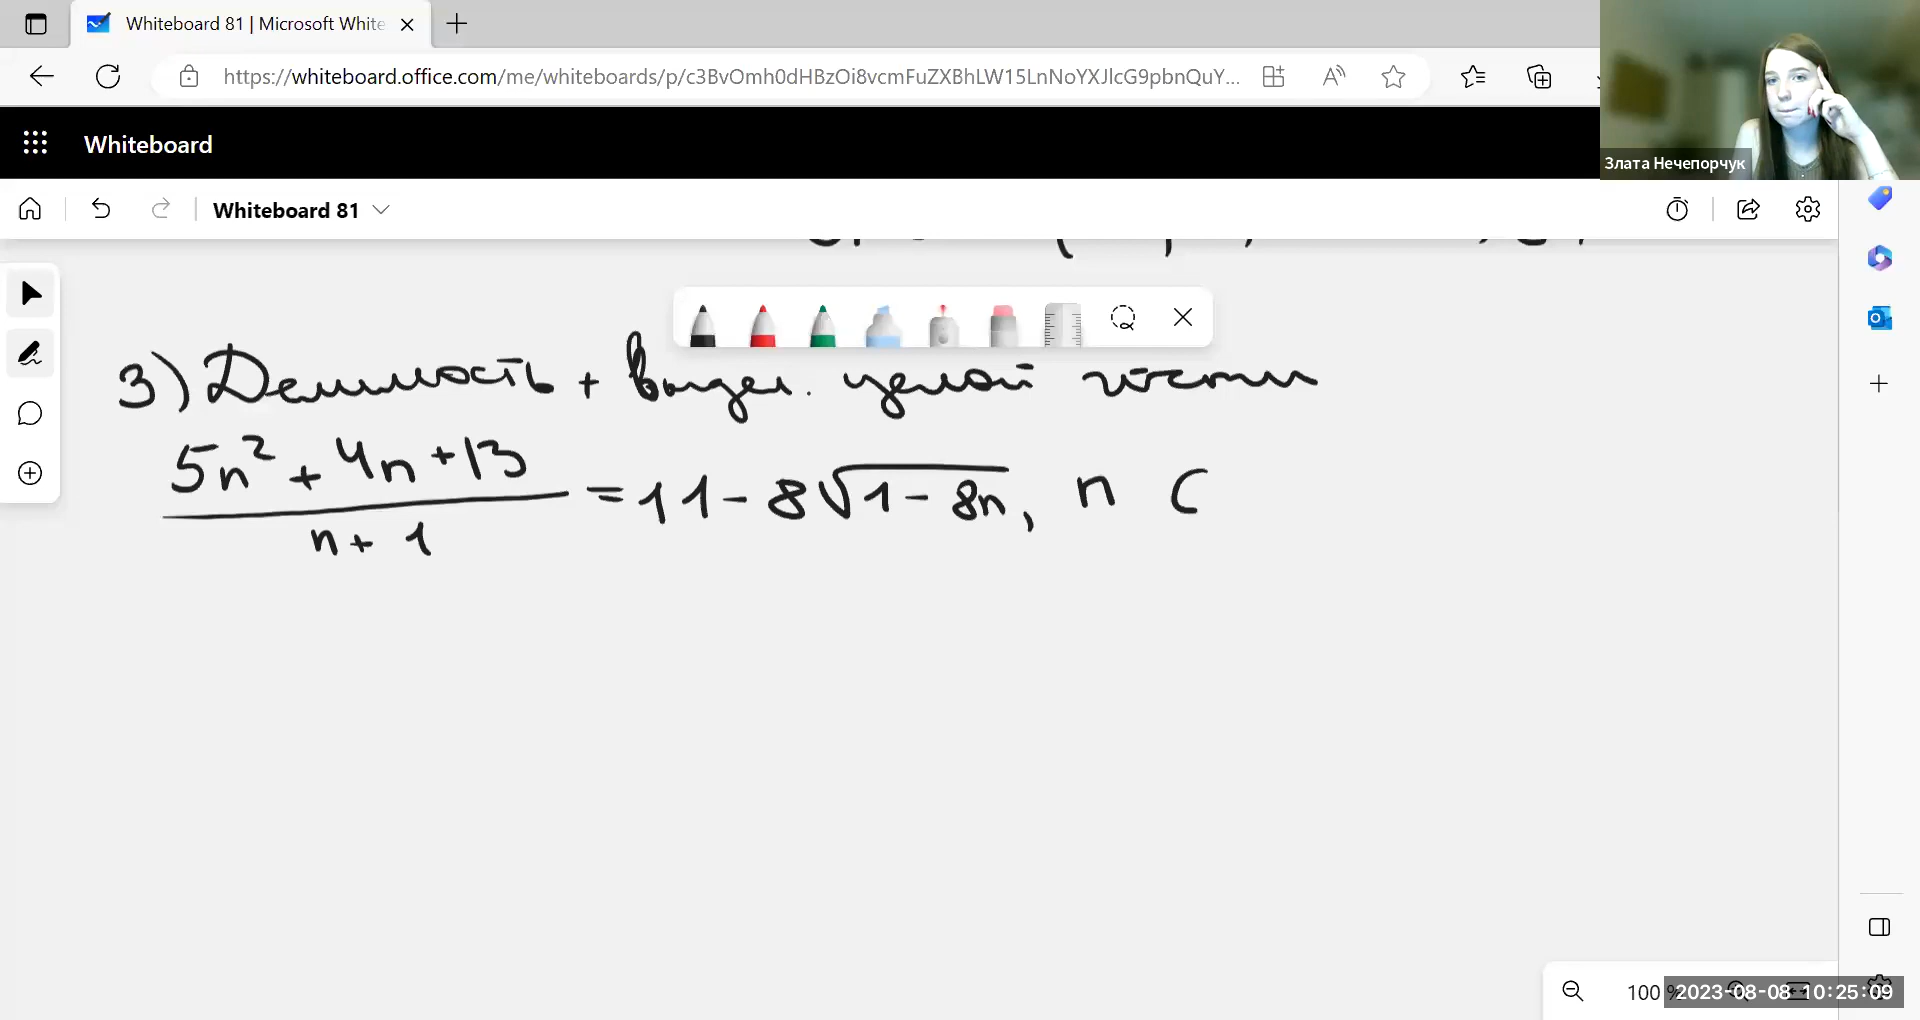 Whiteboard 81 | Microsoft White
https://whiteboard.office.com/me/whiteboards/p/c3BvOmh0dHBzOi8vcmFuZXBhLW15LnNoYXJlcG9pbnQuY...
Злата Нечепорчук
Whiteboard
Whiteboard 81
3) Делимость + выдел. целой части
5n² + 4n + 13
= 11 - 8√1 - 8n, n C
n + 1
100 %
2023-08-08 10:25:09